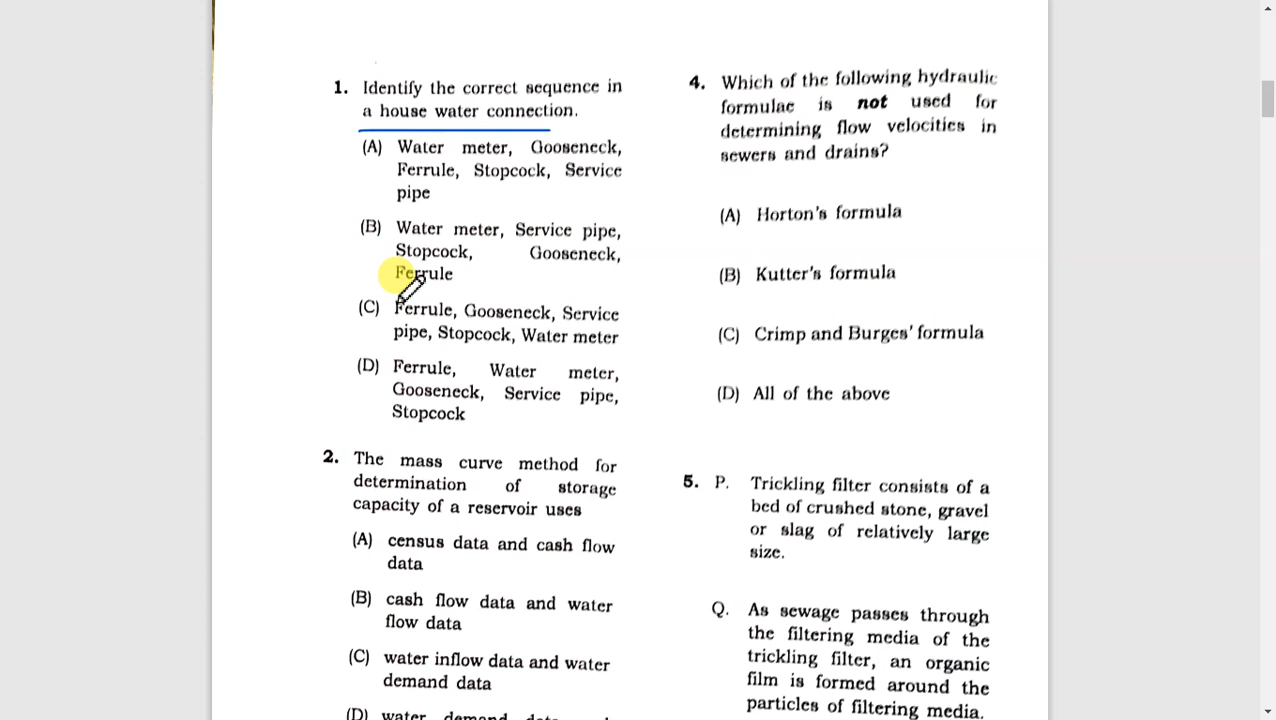 1. Identify the correct sequence in
a house water connection.
(A) Water meter, Gooseneck,
Ferrule, Stopcock, Service
pipe
(B) Water meter, Service pipe,
Stopcock, Gooseneck,
Ferrule
(C) Ferrule, Gooseneck, Service
pipe, Stopcock, Water meter
(D) Ferrule, Water meter,
Gooseneck, Service pipe,
Stopcock
2. The mass curve method for
determination of storage
capacity of a reservoir uses
(A) census data and cash flow
data
(B) cash flow data and water
flow data
(C) water inflow data and water
demand data
(D) water demand data
4. Which of the following hydraulic
formulae is not used for
determining flow velocities in
sewers and drains?
(A) Horton's formula
(B) Kutter's formula
(C) Crimp and Burges' formula
(D) All of the above
5. P. Trickling filter consists of a
bed of crushed stone, gravel
or slag of relatively large
size.
Q. As sewage passes through
the filtering media of the
trickling filter, an organic
film is formed around the
particles of filtering media.